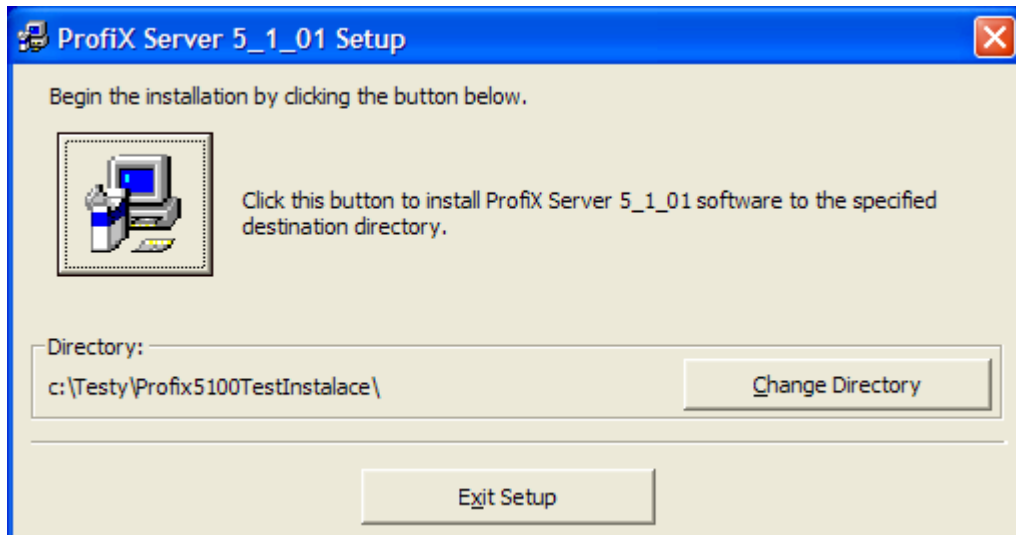 ProfiX Server 5_1_01 Setup
Begin the installation by clicking the button below.
Click this button to install ProfiX Server 5_1_01 software to the specified
destination directory.
Directory:
c:\Testy\Profix5100TestInstalace\
Change Directory
Exit Setup